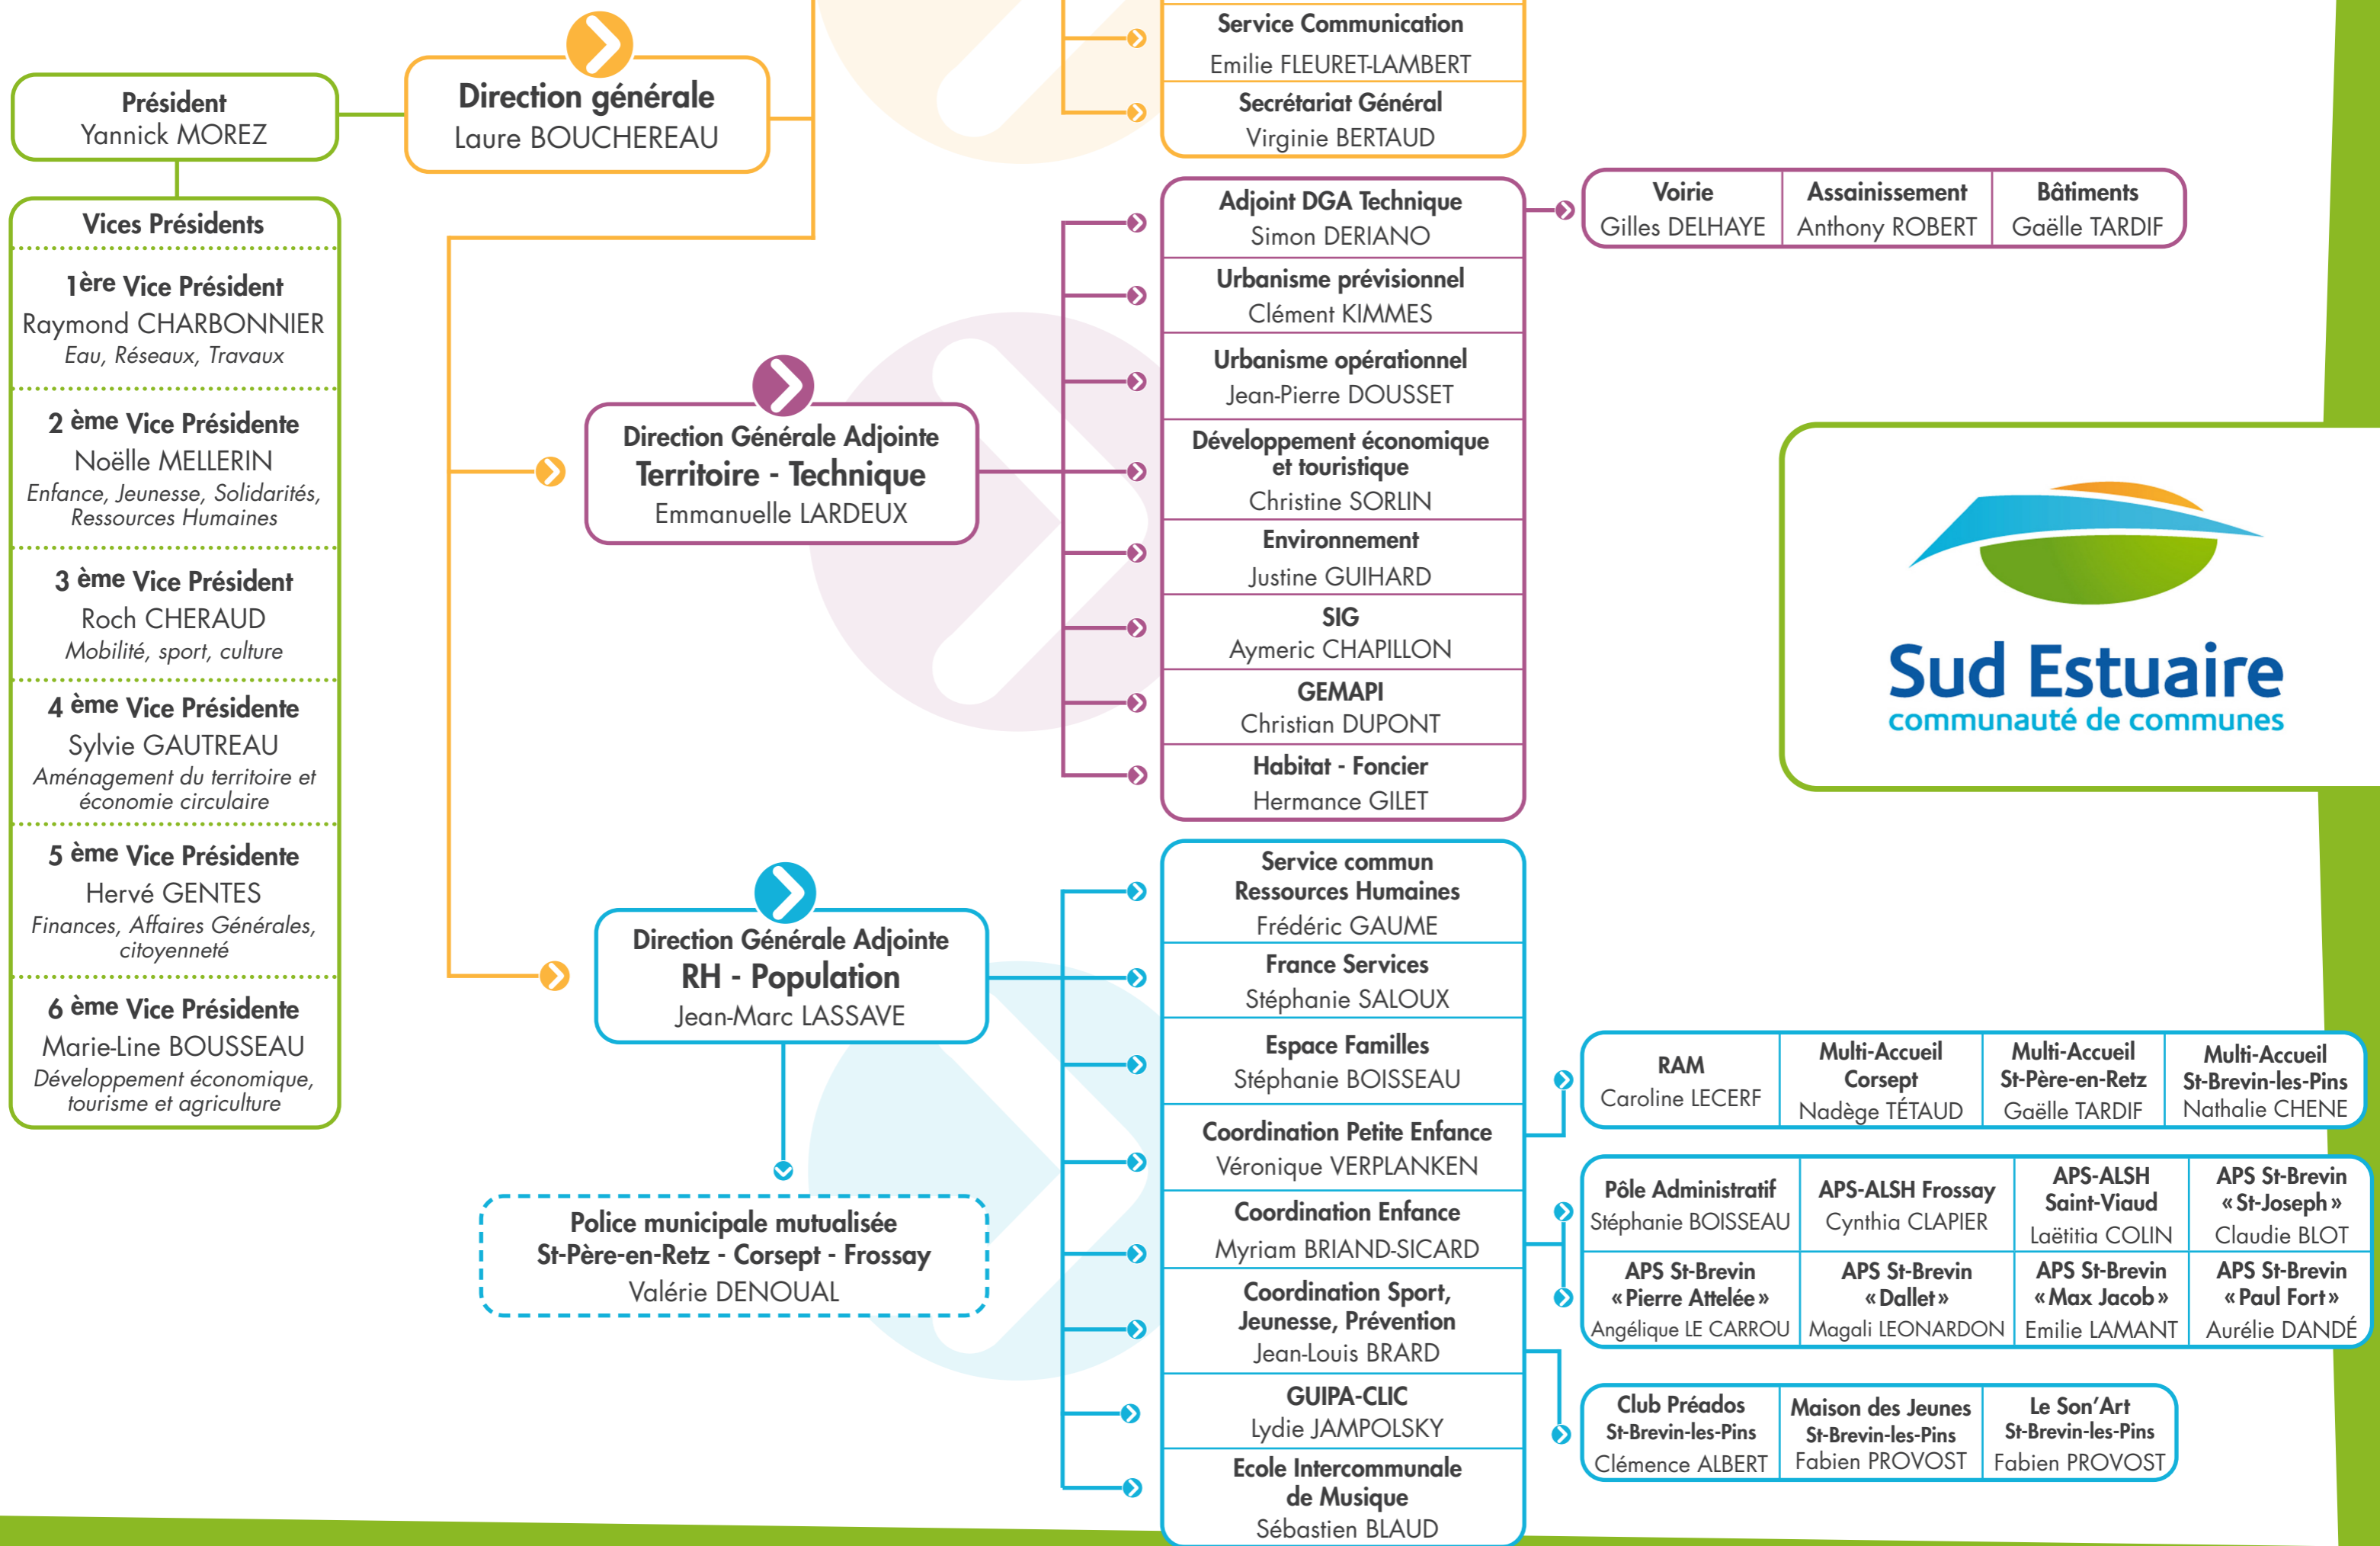 Président
Yannick MOREZ
Vices Présidents
1ère Vice Président
Raymond CHARBONNIER
Eau, Réseaux, Travaux
2 ème Vice Présidente
Noëlle MELLERIN
Enfance, Jeunesse, Solidarités,
Ressources Humaines
3 ème Vice Président
Roch CHERAUD
Mobilité, sport, culture
4 ème Vice Présidente
Sylvie GAUTREAU
Aménagement du territoire et
économie circulaire
5 ème Vice Présidente
Hervé GENTES
Finances, Affaires Générales,
citoyenneté
6 ème Vice Présidente
Marie-Line BOUSSEAU
Développement économique,
tourisme et agriculture
Direction générale
Laure BOUCHEREAU
Service Communication
Emilie FLEURET-LAMBERT
Secrétariat Général
Virginie BERTAUD
Direction Générale Adjointe
Territoire - Technique
Emmanuelle LARDEUX
Adjoint DGA Technique
Simon DERIANO
Urbanisme prévisionnel
Clément KIMMES
Urbanisme opérationnel
Jean-Pierre DOUSSET
Développement économique
et touristique
Christine SORLIN
Environnement
Justine GUIHARD
SIG
Aymeric CHAPILLON
GEMAPI
Christian DUPONT
Habitat - Foncier
Hermance GILET
Voirie
Gilles DELHAYE
Assainissement
Anthony ROBERT
Bâtiments
Gaëlle TARDIF
Sud Estuaire
communauté de communes
Direction Générale Adjointe
RH - Population
Jean-Marc LASSAVE
Police municipale mutualisée
St-Père-en-Retz - Corsept - Frossay
Valérie DENOUAL
Service commun
Ressources Humaines
Frédéric GAUME
France Services
Stéphanie SALOUX
Espace Familles
Stéphanie BOISSEAU
Coordination Petite Enfance
Véronique VERPLANKEN
Coordination Enfance
Myriam BRIAND-SICARD
Coordination Sport,
Jeunesse, Prévention
Jean-Louis BRARD
GUIPA-CLIC
Lydie JAMPOLSKY
Ecole Intercommunale
de Musique
Sébastien BLAUD
RAM
Caroline LECERF
Multi-Accueil
Corsept
Nadège TÉTAUD
Multi-Accueil
St-Père-en-Retz
Gaëlle TARDIF
Multi-Accueil
St-Brevin-les-Pins
Nathalie CHENE
Pôle Administratif
Stéphanie BOISSEAU
APS-ALSH Frossay
Cynthia CLAPIER
APS-ALSH
Saint-Viaud
Laëtitia COLIN
APS St-Brevin
« St-Joseph »
Claudie BLOT
APS St-Brevin
« Pierre Attelée »
Angélique LE CARROU
APS St-Brevin
« Dallet »
Magali LEONARDON
APS St-Brevin
« Max Jacob »
Emilie LAMANT
APS St-Brevin
« Paul Fort »
Aurélie DANDÉ
Club Préados
St-Brevin-les-Pins
Clémence ALBERT
Maison des Jeunes
St-Brevin-les-Pins
Fabien PROVOST
Le Son’Art
St-Brevin-les-Pins
Fabien PROVOST